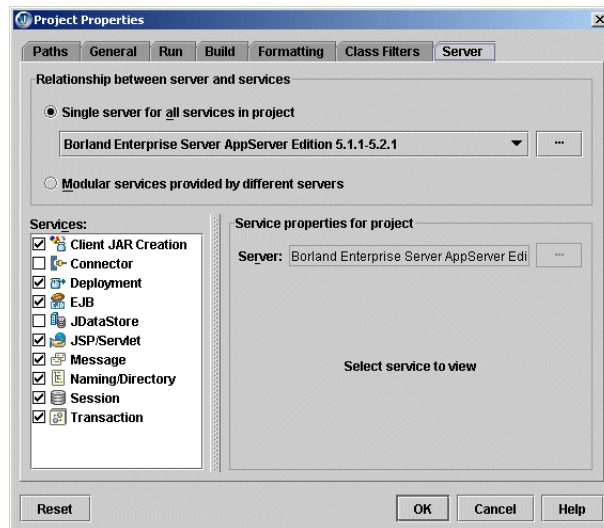 Project Properties
Paths General Run Build Formatting Class Filters Server
Relationship between server and services
Single server for all services in project
Borland Enterprise Server AppServer Edition 5.1.1-5.2.1 ...
Modular services provided by different servers
Services:
Client JAR Creation
Connector
Deployment
EJB
JDataStore
JSP/Servlet
Message
Naming/Directory
Session
Transaction
Service properties for project
Server: Borland Enterprise Server AppServer Edi ...
Select service to view
Reset OK Cancel Help